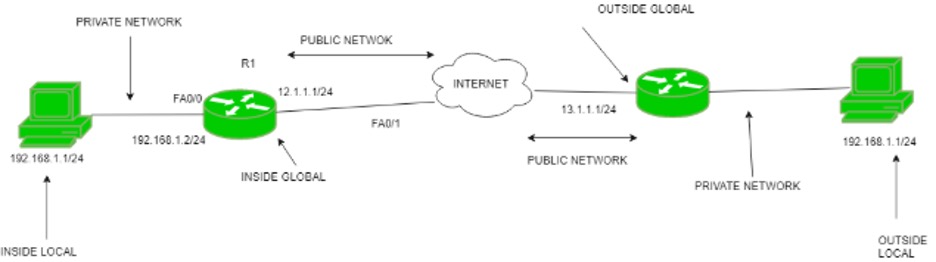 OUTSIDE GLOBAL
PRIVATE NETWORK
PUBLIC NETWOK
R1
INTERNET
FA0/0
12.1.1.1/24
13.1.1.1/24
FA0/1
192.168.1.2/24
192.168.1.1/24
192.168.1.1/24
PUBLIC NETWORK
INSIDE GLOBAL
PRIVATE NETWORK
INSIDE LOCAL
OUTSIDE
LOCAL